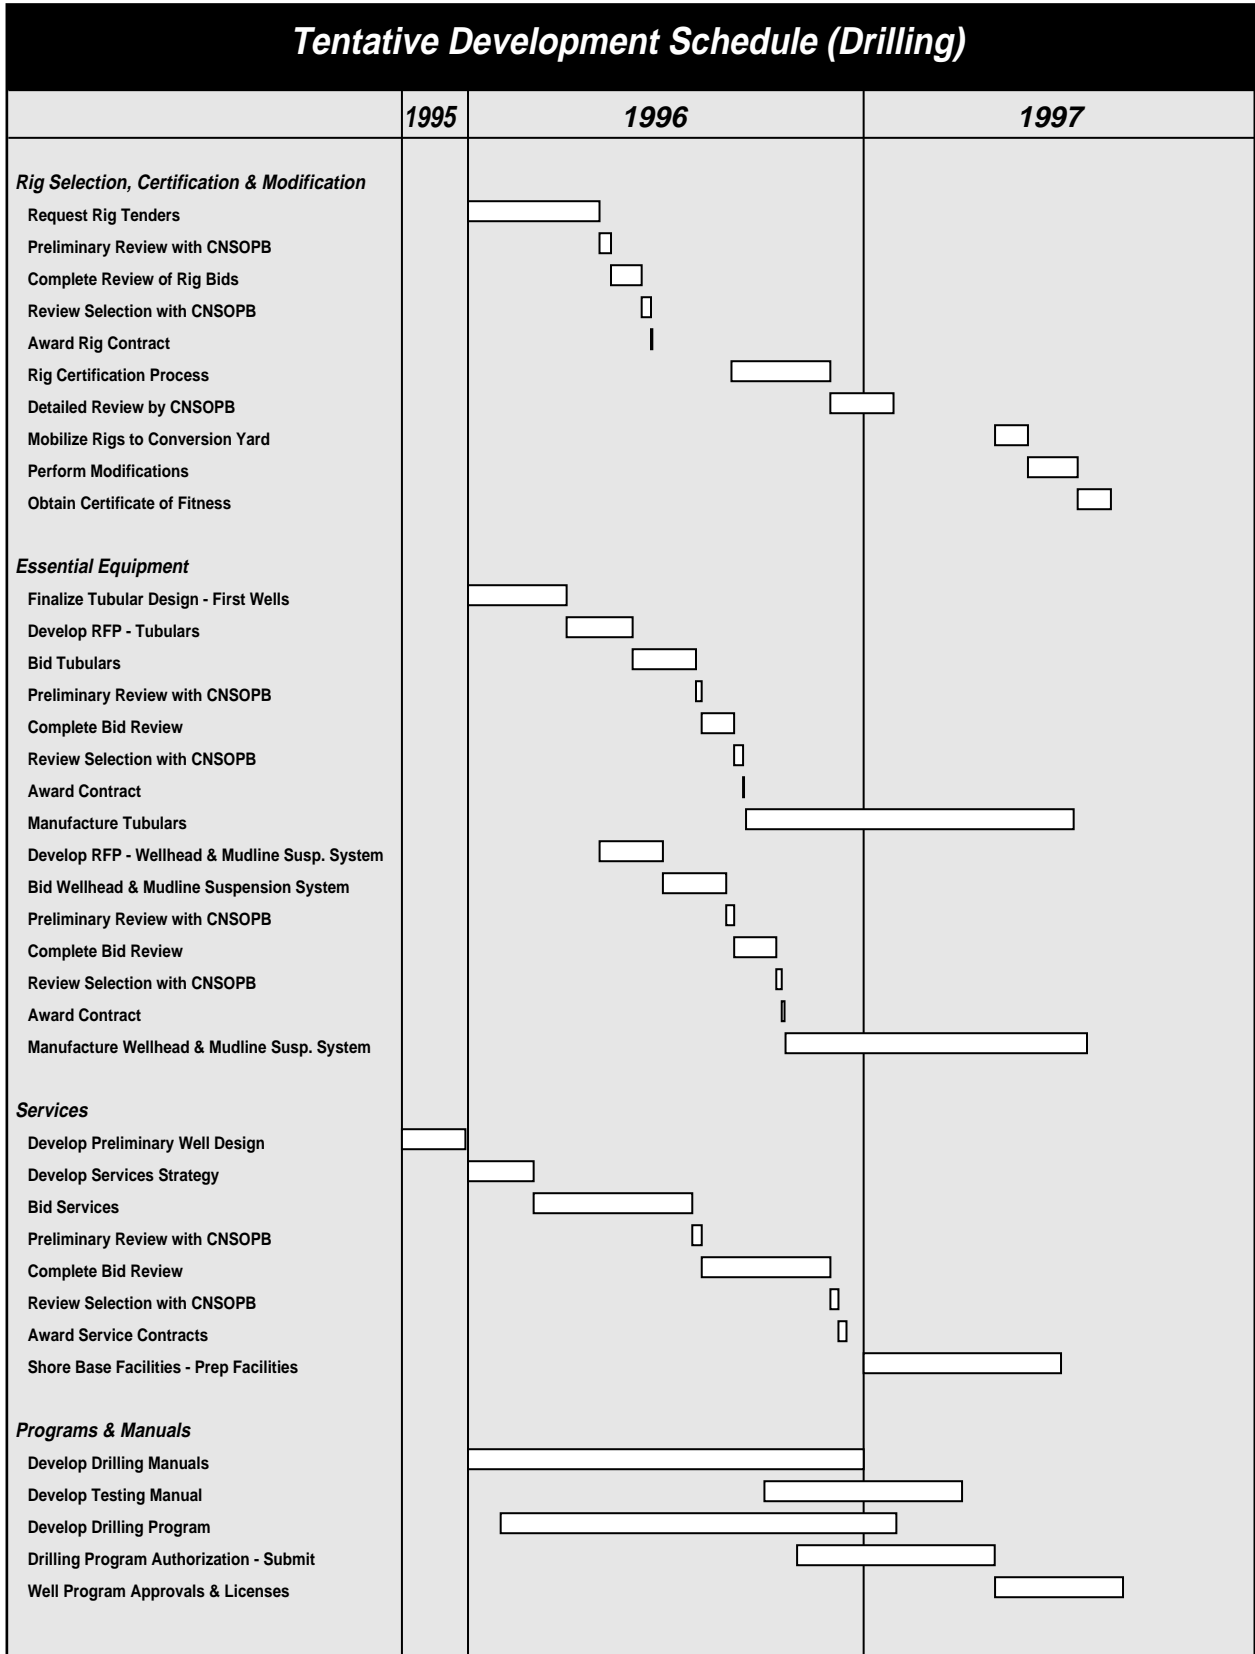 Tentative Development Schedule (Drilling)
1995 1996 1997
Rig Selection, Certification & Modification
Request Rig Tenders
Preliminary Review with CNSOPB
Complete Review of Rig Bids
Review Selection with CNSOPB
Award Rig Contract
Rig Certification Process
Detailed Review by CNSOPB
Mobilize Rigs to Conversion Yard
Perform Modifications
Obtain Certificate of Fitness
Essential Equipment
Finalize Tubular Design - First Wells
Develop RFP - Tubulars
Bid Tubulars
Preliminary Review with CNSOPB
Complete Bid Review
Review Selection with CNSOPB
Award Contract
Manufacture Tubulars
Develop RFP - Wellhead & Mudline Susp. System
Bid Wellhead & Mudline Suspension System
Preliminary Review with CNSOPB
Complete Bid Review
Review Selection with CNSOPB
Award Contract
Manufacture Wellhead & Mudline Susp. System
Services
Develop Preliminary Well Design
Develop Services Strategy
Bid Services
Preliminary Review with CNSOPB
Complete Bid Review
Review Selection with CNSOPB
Award Service Contracts
Shore Base Facilities - Prep Facilities
Programs & Manuals
Develop Drilling Manuals
Develop Testing Manual
Develop Drilling Program
Drilling Program Authorization - Submit
Well Program Approvals & Licenses